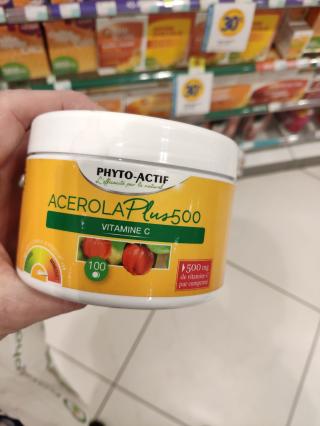 PHYTO-ACTIF
L'efficacité par le naturel
ACEROLA Plus 500
VITAMINE C
100
500 mg
de vitamine C
par comprimé
30
30